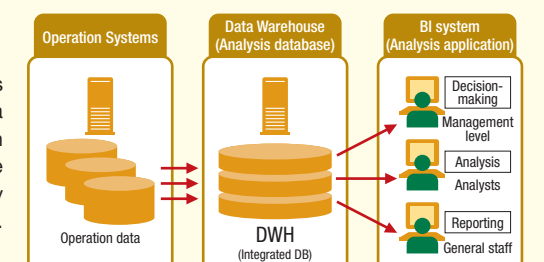 Operation Systems
Operation data
Data Warehouse
(Analysis database)
DWH
(Integrated DB)
BI system
(Analysis application)
Decision-
making
Management
level
Analysis
Analysts
Reporting
General staff